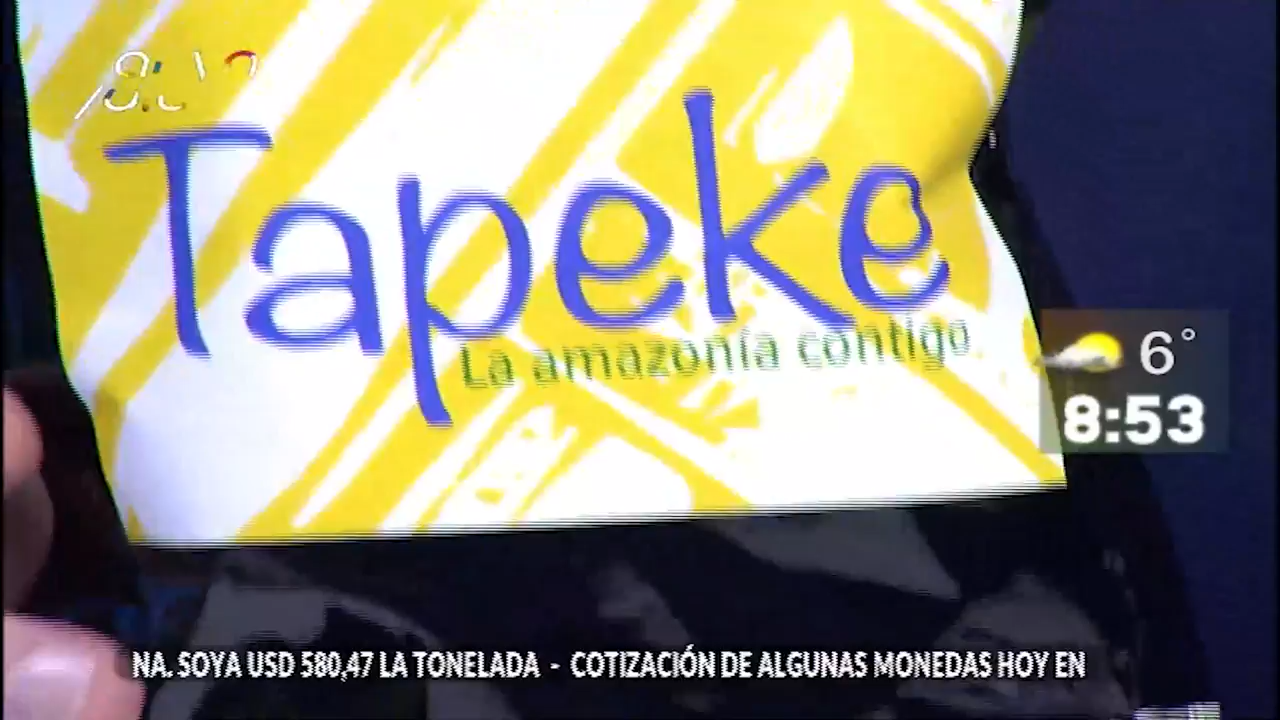 Tapeke
La amazonía contigo
6°
8:53
NA. SOYA USD 580,47 LA TONELADA - COTIZACIÓN DE ALGUNAS MONEDAS HOY EN